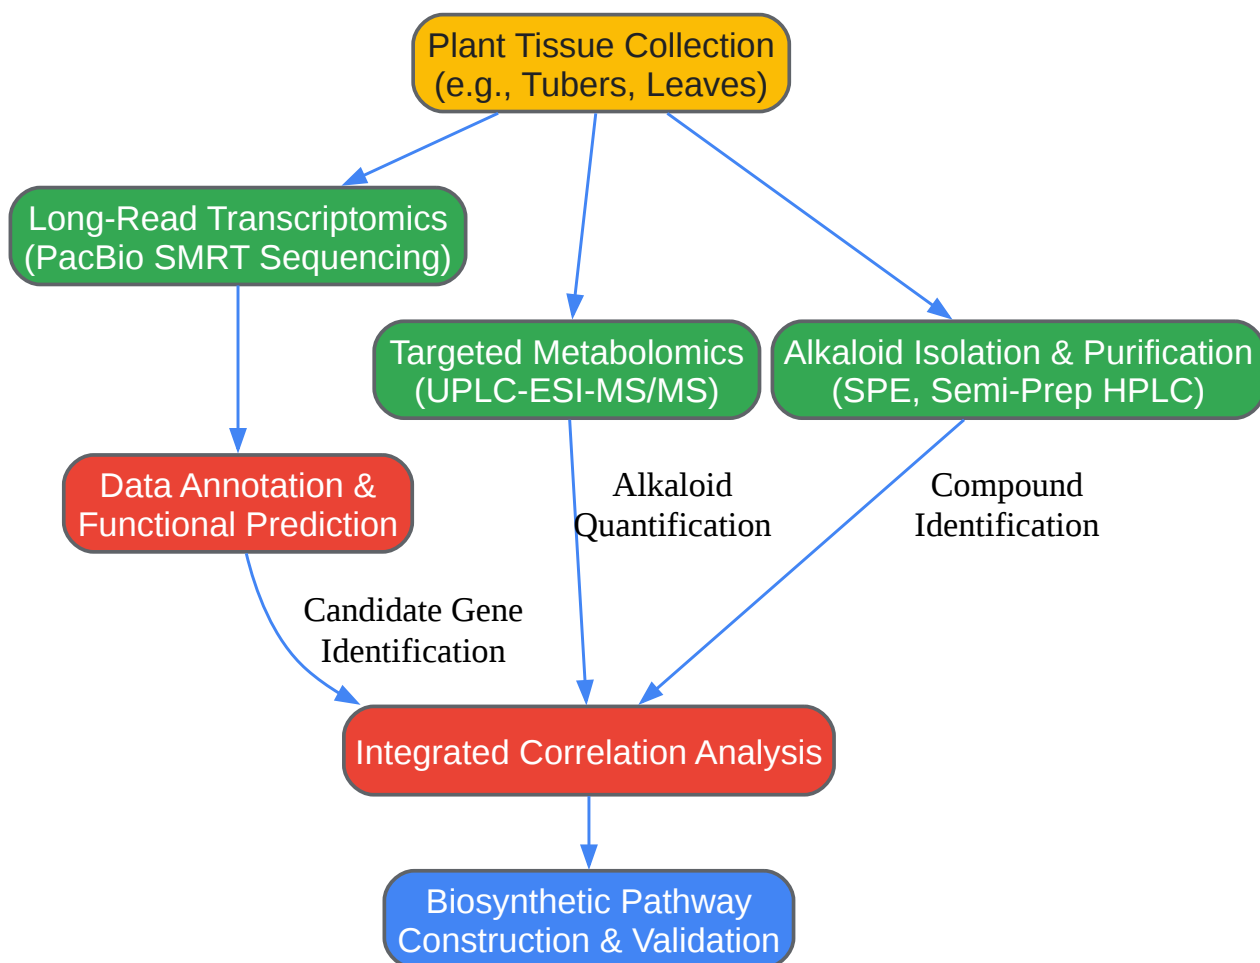 Plant Tissue Collection
(e.g., Tubers, Leaves)
Long-Read Transcriptomics
(PacBio SMRT Sequencing)
Targeted Metabolomics
(UPLC-ESI-MS/MS)
Alkaloid Isolation & Purification
(SPE, Semi-Prep HPLC)
Data Annotation &
Functional Prediction
Alkaloid
Quantification
Compound
Identification
Candidate Gene
Identification
Integrated Correlation Analysis
Biosynthetic Pathway
Construction & Validation